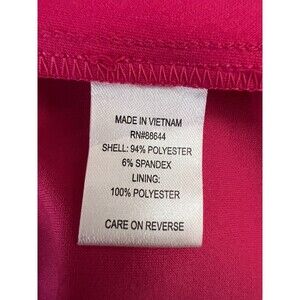 MADE IN VIETNAM
RN#88644
SHELL: 94% POLYESTER
6% SPANDEX
LINING:
100% POLYESTER
CARE ON REVERSE